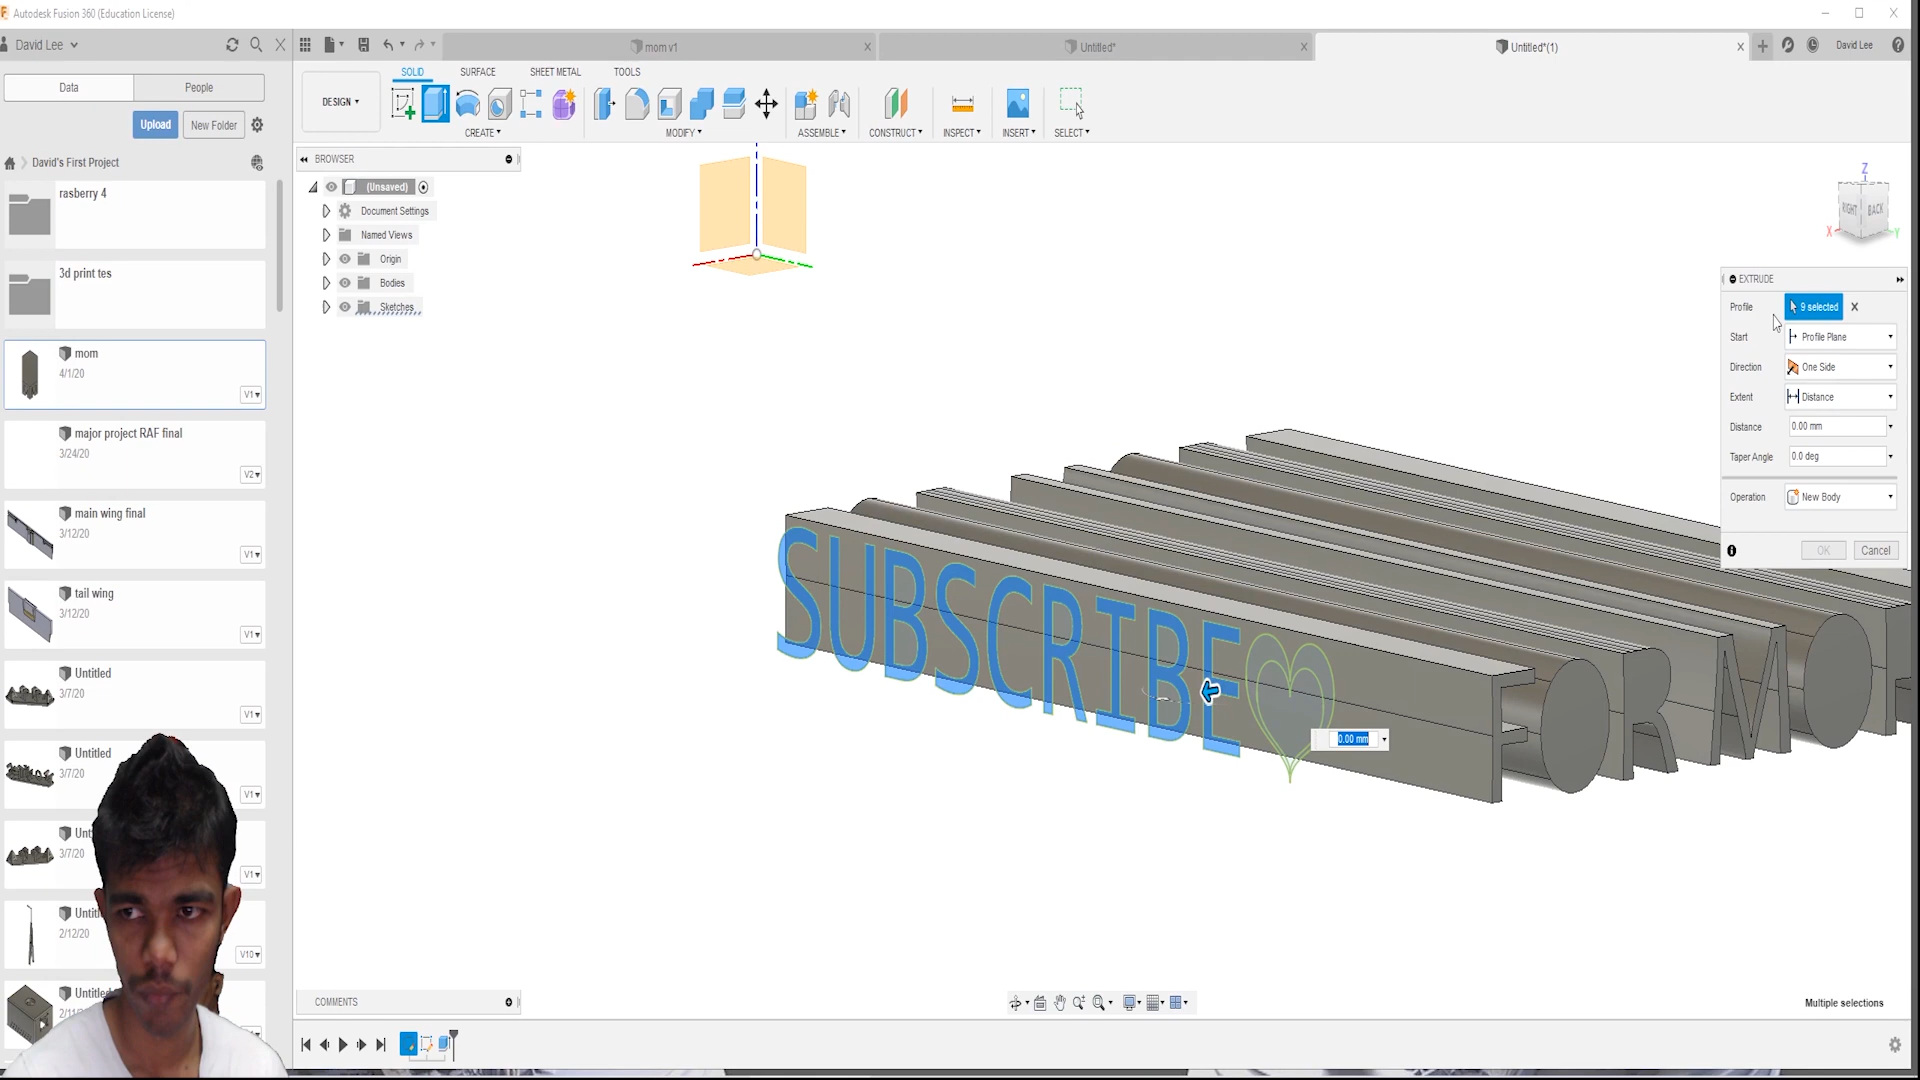 Autodesk Fusion 360 (Education License)
David Lee
mom v1
Untitled*
Untitled*(1)
David Lee
Data
People
Upload
New Folder
David's First Project
rasberry 4
3d print tes
mom
4/1/20
V1
major project RAF final
3/24/20
V2
main wing final
3/12/20
V1
tail wing
3/12/20
V1
Untitled
3/7/20
V1
Untitled
3/7/20
V1
3/7/20
V1
2/12/20
V10
Untitled
DESIGN
SOLID
SURFACE
SHEET METAL
TOOLS
CREATE
MODIFY
ASSEMBLE
CONSTRUCT
INSPECT
INSERT
SELECT
BROWSER
(Unsaved)
Document Settings
Named Views
Origin
Bodies
Sketches
Z
RIGHT
BACK
X
Y
EXTRUDE
Profile
9 selected
Start
Profile Plane
Direction
One Side
Extent
Distance
Distance
0.00 mm
Taper Angle
0.0 deg
Operation
New Body
OK
Cancel
SUBSCRIBE
0.00 mm
COMMENTS
Multiple selections